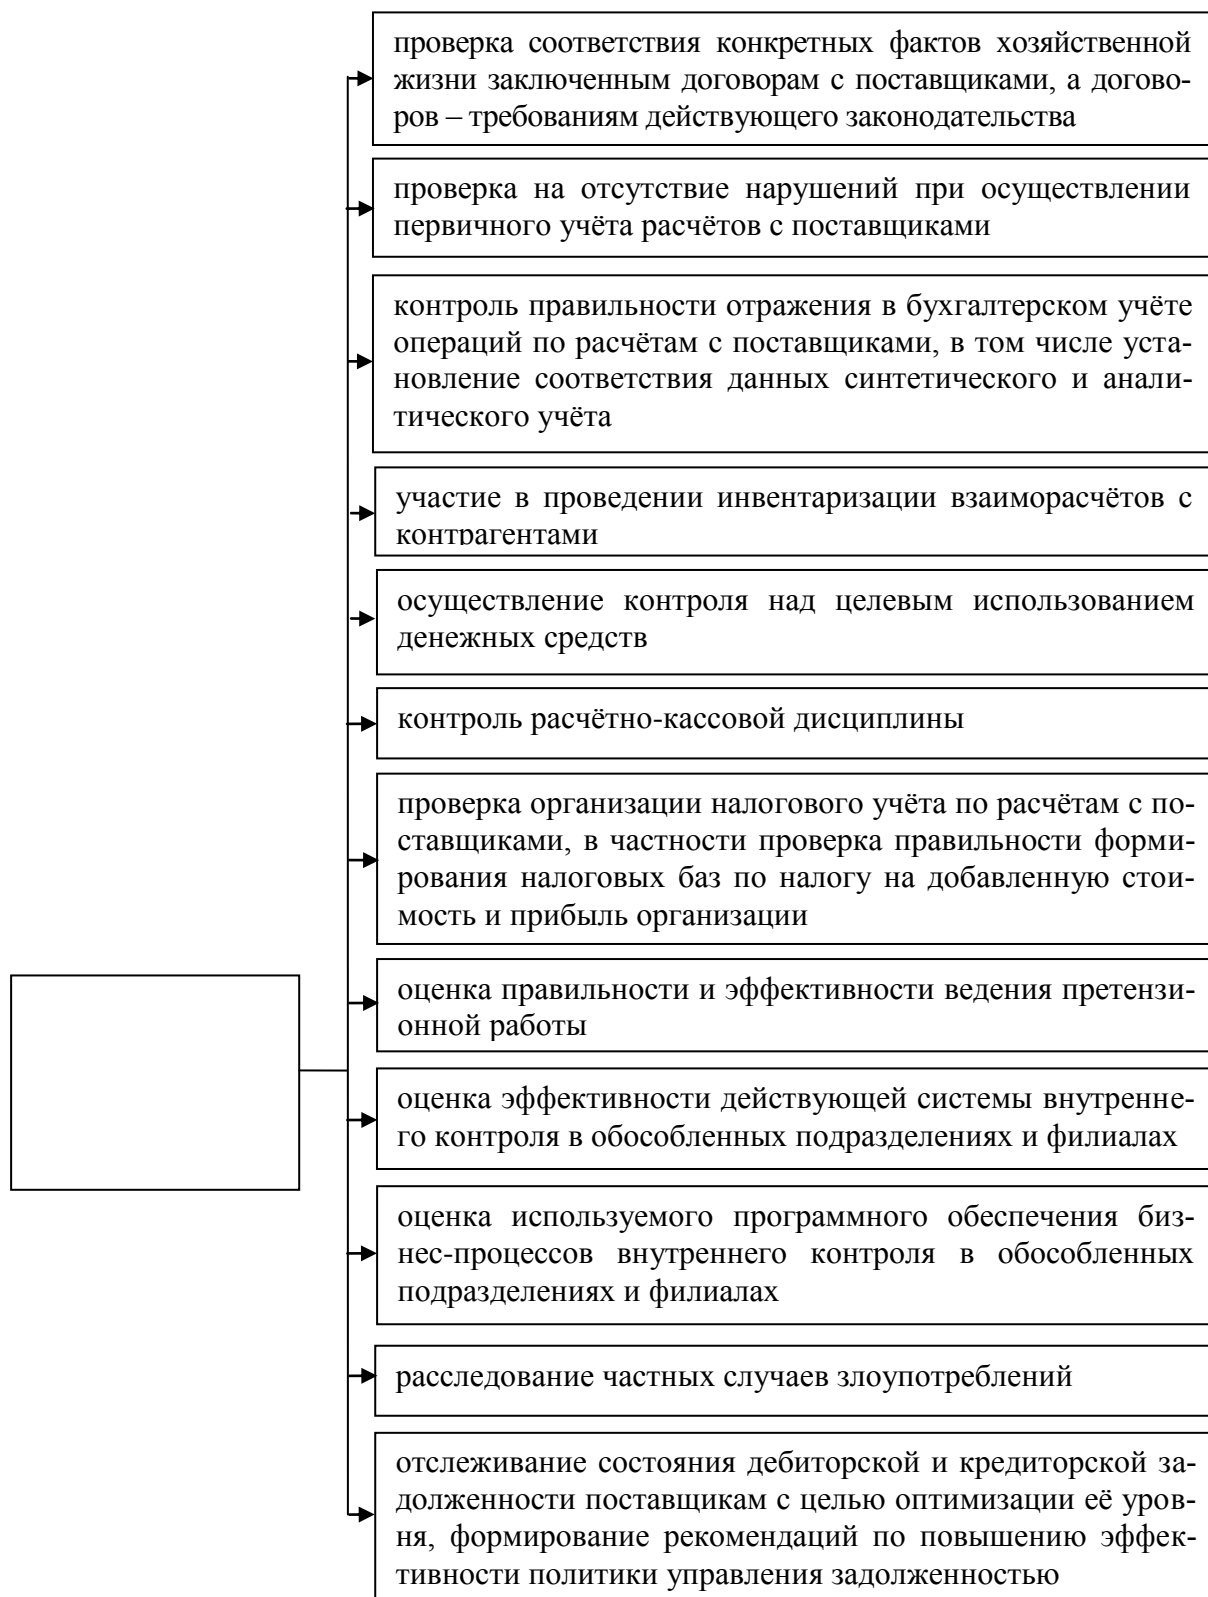 проверка соответствия конкретных фактов хозяйственной
жизни заключенным договорам с поставщиками, а догово-
ров – требованиям действующего законодательства
проверка на отсутствие нарушений при осуществлении
первичного учёта расчётов с поставщиками
контроль правильности отражения в бухгалтерском учёте
операций по расчётам с поставщиками, в том числе уста-
новление соответствия данных синтетического и анали-
тического учёта
участие в проведении инвентаризации взаиморасчётов с
контрагентами
осуществление контроля над целевым использованием
денежных средств
контроль расчётно-кассовой дисциплины
проверка организации налогового учёта по расчётам с по-
ставщиками, в частности проверка правильности форми-
рования налоговых баз по налогу на добавленную стои-
мость и прибыль организации
оценка правильности и эффективности ведения претензи-
онной работы
оценка эффективности действующей системы внутренне-
го контроля в обособленных подразделениях и филиалах
оценка используемого программного обеспечения биз-
нес-процессов внутреннего контроля в обособленных
подразделениях и филиалах
расследование частных случаев злоупотреблений
отслеживание состояния дебиторской и кредиторской за-
долженности поставщикам с целью оптимизации её уров-
ня, формирование рекомендаций по повышению эффек-
тивности политики управления задолженностью